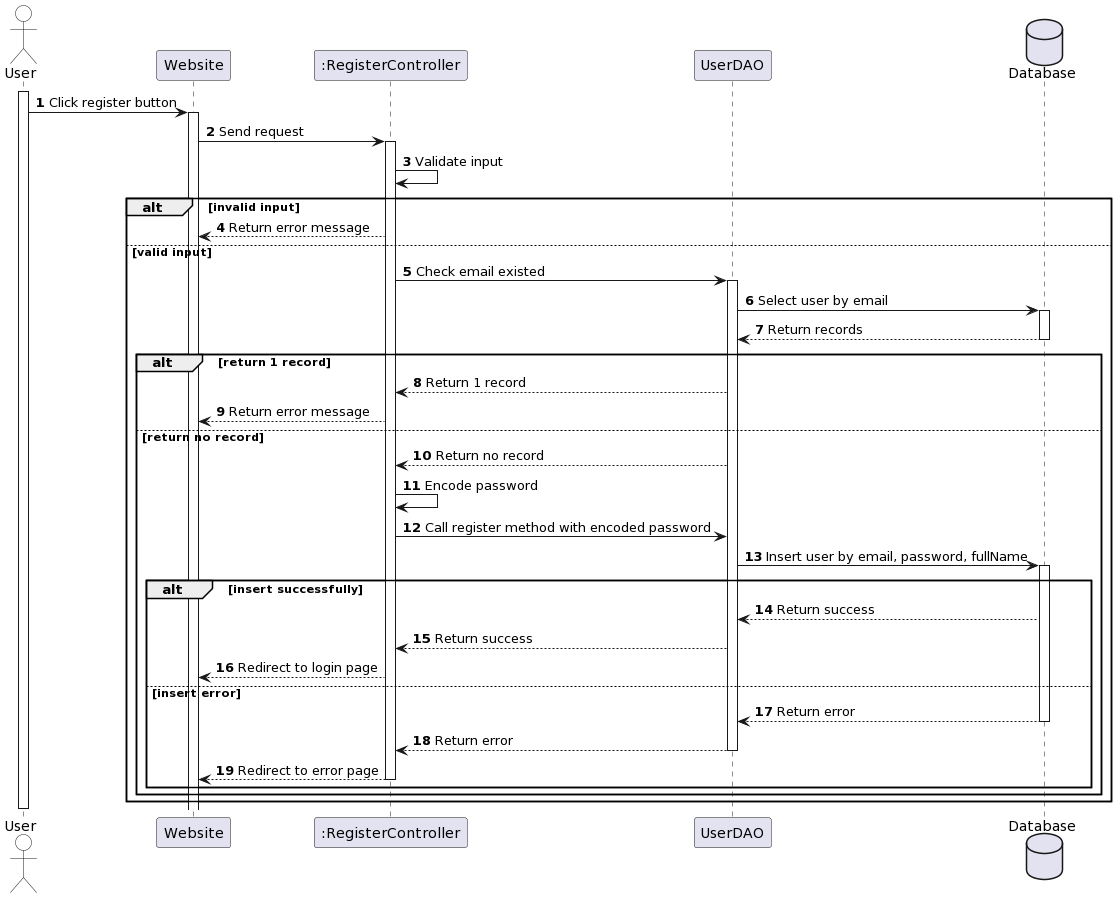 User
Website
:RegisterController
UserDAO
Database
1 Click register button
2 Send request
3 Validate input
alt [invalid input]
4 Return error message
[valid input]
5 Check email existed
6 Select user by email
7 Return records
alt [return 1 record]
8 Return 1 record
9 Return error message
[return no record]
10 Return no record
11 Encode password
12 Call register method with encoded password
13 Insert user by email, password, fullName
alt [insert successfully]
14 Return success
15 Return success
16 Redirect to login page
[insert error]
17 Return error
18 Return error
19 Redirect to error page
User
Website
:RegisterController
UserDAO
Database